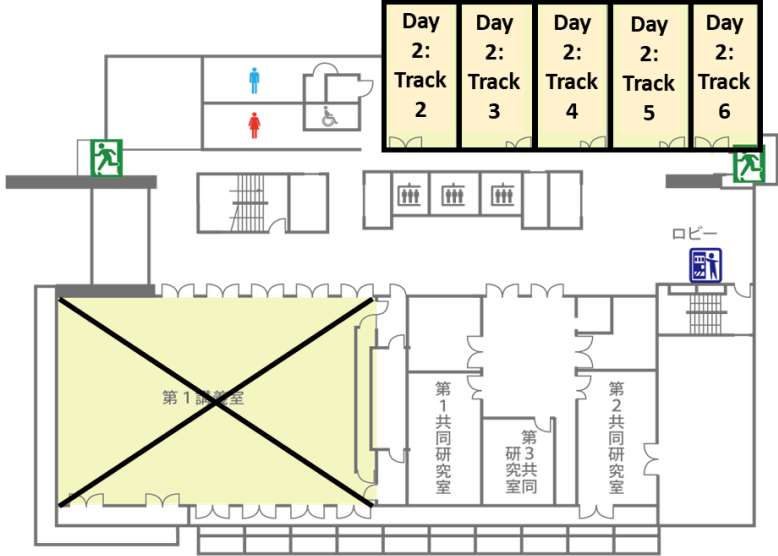 Day
2:
Track
2
Day
2:
Track
3
Day
2:
Track
4
Day
2:
Track
5
Day
2:
Track
6
ロビー
第1講義室
第1共同研究室
第3共同
研究室
第2共同研究室